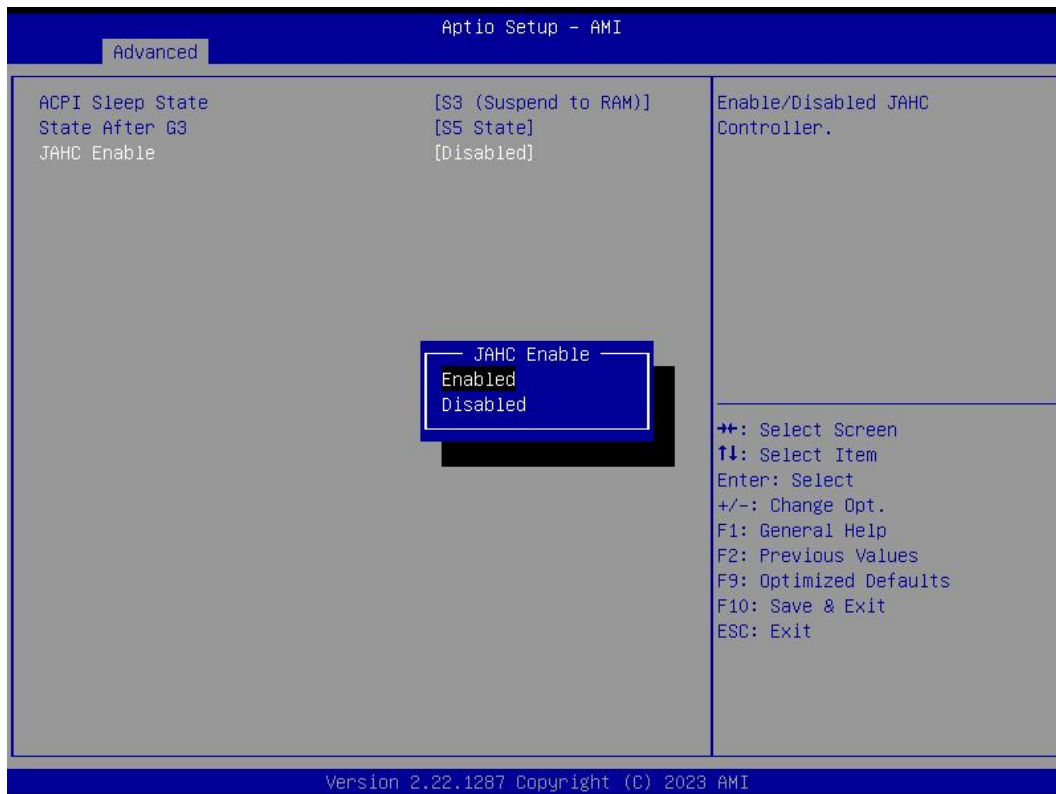 Aptio Setup – AMI
Advanced
ACPI Sleep State [S3 (Suspend to RAM)]
State After G3 [S5 State]
JAHC Enable [Disabled]
Enable/Disabled JAHC
Controller.
JAHC Enable
Enabled
Disabled
→←: Select Screen
↑↓: Select Item
Enter: Select
+/-: Change Opt.
F1: General Help
F2: Previous Values
F9: Optimized Defaults
F10: Save & Exit
ESC: Exit
Version 2.22.1287 Copyright (C) 2023 AMI